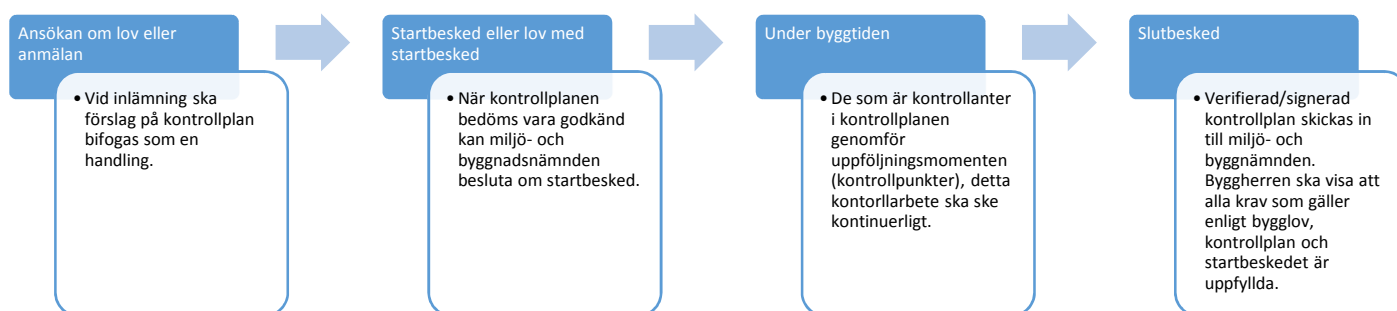 Ansökan om lov eller
anmälan
• Vid inlämning ska
förslag på kontrollplan
bifogas som en
handling.
Startbesked eller lov med
startbesked
• När kontrollplanen
bedöms vara godkänd
kan miljö- och
byggnadsnämnden
besluta om startbesked.
Under byggtiden
• De som är kontrollanter
i kontrollplanen
genomför
uppföljningsmomenten
(kontrollpunkter), detta
kontorllarbete ska ske
kontinuerligt.
Slutbesked
• Verifierad/signerad
kontrollplan skickas in
till miljö- och
byggnämnden.
Byggherren ska visa att
alla krav som gäller
enligt bygglov,
kontrollplan och
startbeskedet är
uppfyllda.